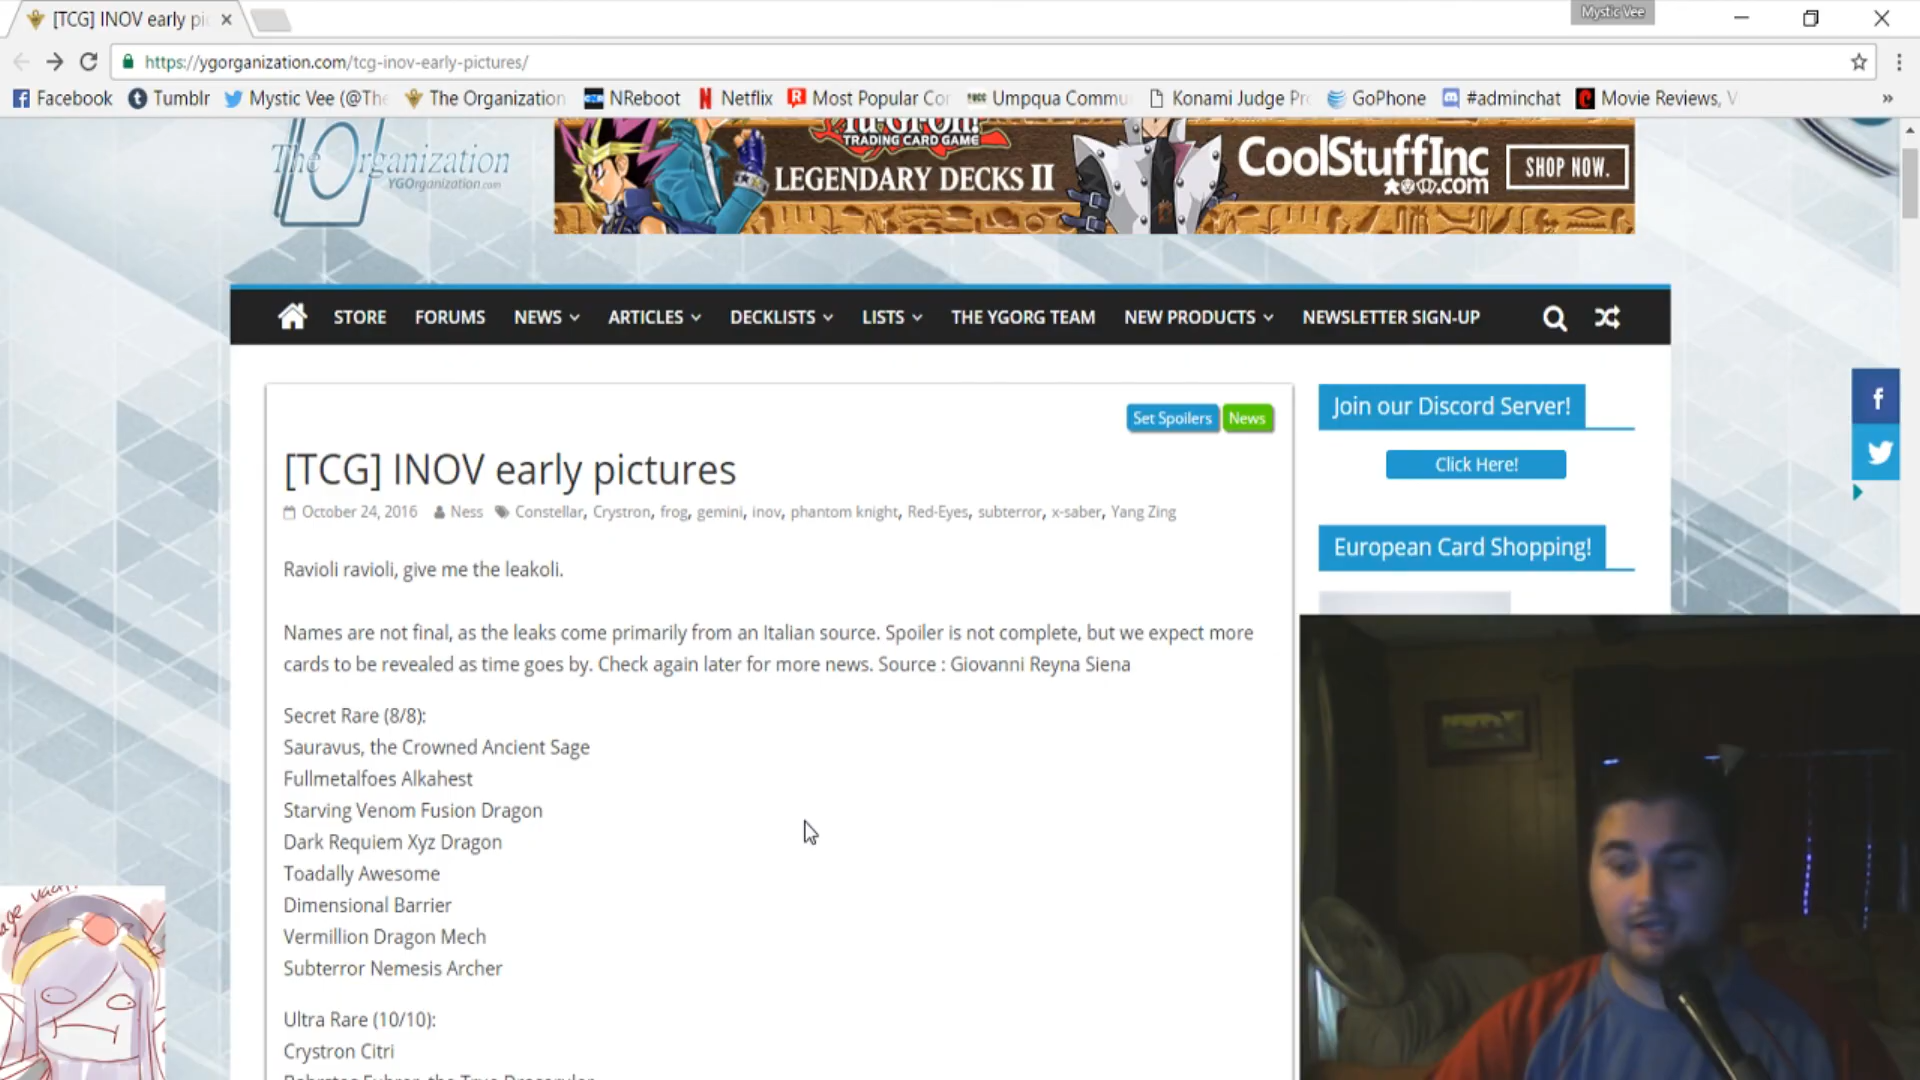 [TCG] INOV early pi
Mystic Vee
https://ygorganization.com/tcg-inov-early-pictures/
Facebook
Tumblr
Mystic Vee (@The
The Organization
NReboot
Netflix
Most Popular Cor
Umpqua Commu
Konami Judge Pr
GoPhone
#adminchat
Movie Reviews, V
»
The Organization
YGOrganization.com
Yu-Gi-Oh!
TRADING CARD GAME
LEGENDARY DECKS II
CoolStuffInc
.com
SHOP NOW.
STORE
FORUMS
NEWS
ARTICLES
DECKLISTS
LISTS
THE YGORG TEAM
NEW PRODUCTS
NEWSLETTER SIGN-UP
Set Spoilers
News
[TCG] INOV early pictures
October 24, 2016 Ness Constellar, Crystron, frog, gemini, inov, phantom knight, Red-Eyes, subterror, x-saber, Yang Zing
Ravioli ravioli, give me the leakoli.
Names are not final, as the leaks come primarily from an Italian source. Spoiler is not complete, but we expect more
cards to be revealed as time goes by. Check again later for more news. Source : Giovanni Reyna Siena
Secret Rare (8/8):
Sauravus, the Crowned Ancient Sage
Fullmetalfoes Alkahest
Starving Venom Fusion Dragon
Dark Requiem Xyz Dragon
Toadally Awesome
Dimensional Barrier
Vermillion Dragon Mech
Subterror Nemesis Archer
Ultra Rare (10/10):
Crystron Citri
Join our Discord Server!
Click Here!
European Card Shopping!